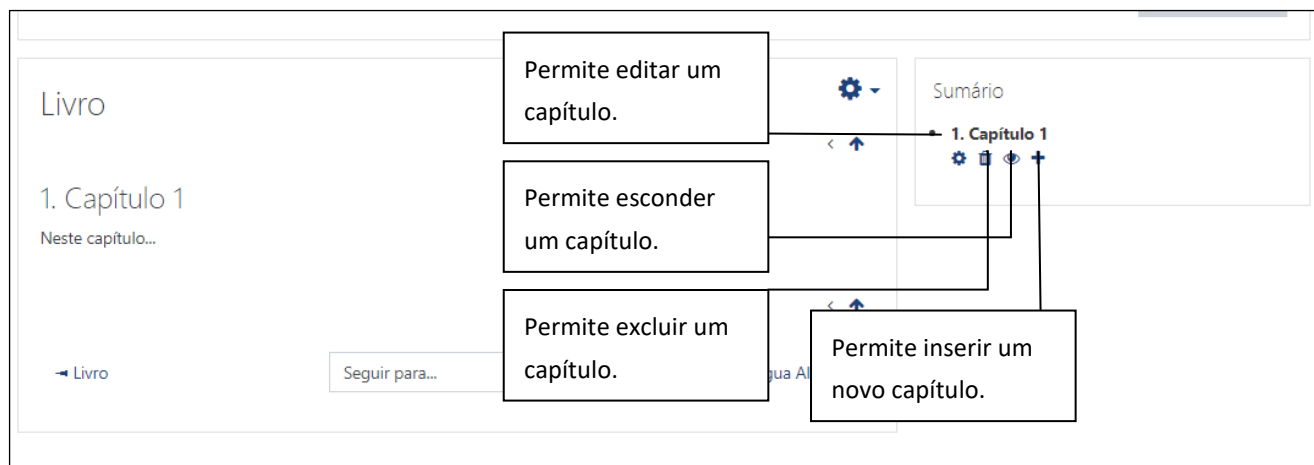 Livro
1. Capítulo 1
Neste capítulo...
Livro
Seguir para...
Permite editar um
capítulo.
Permite esconder
um capítulo.
Permite excluir um
capítulo.
Permite inserir um
novo capítulo.
Sumário
1. Capítulo 1